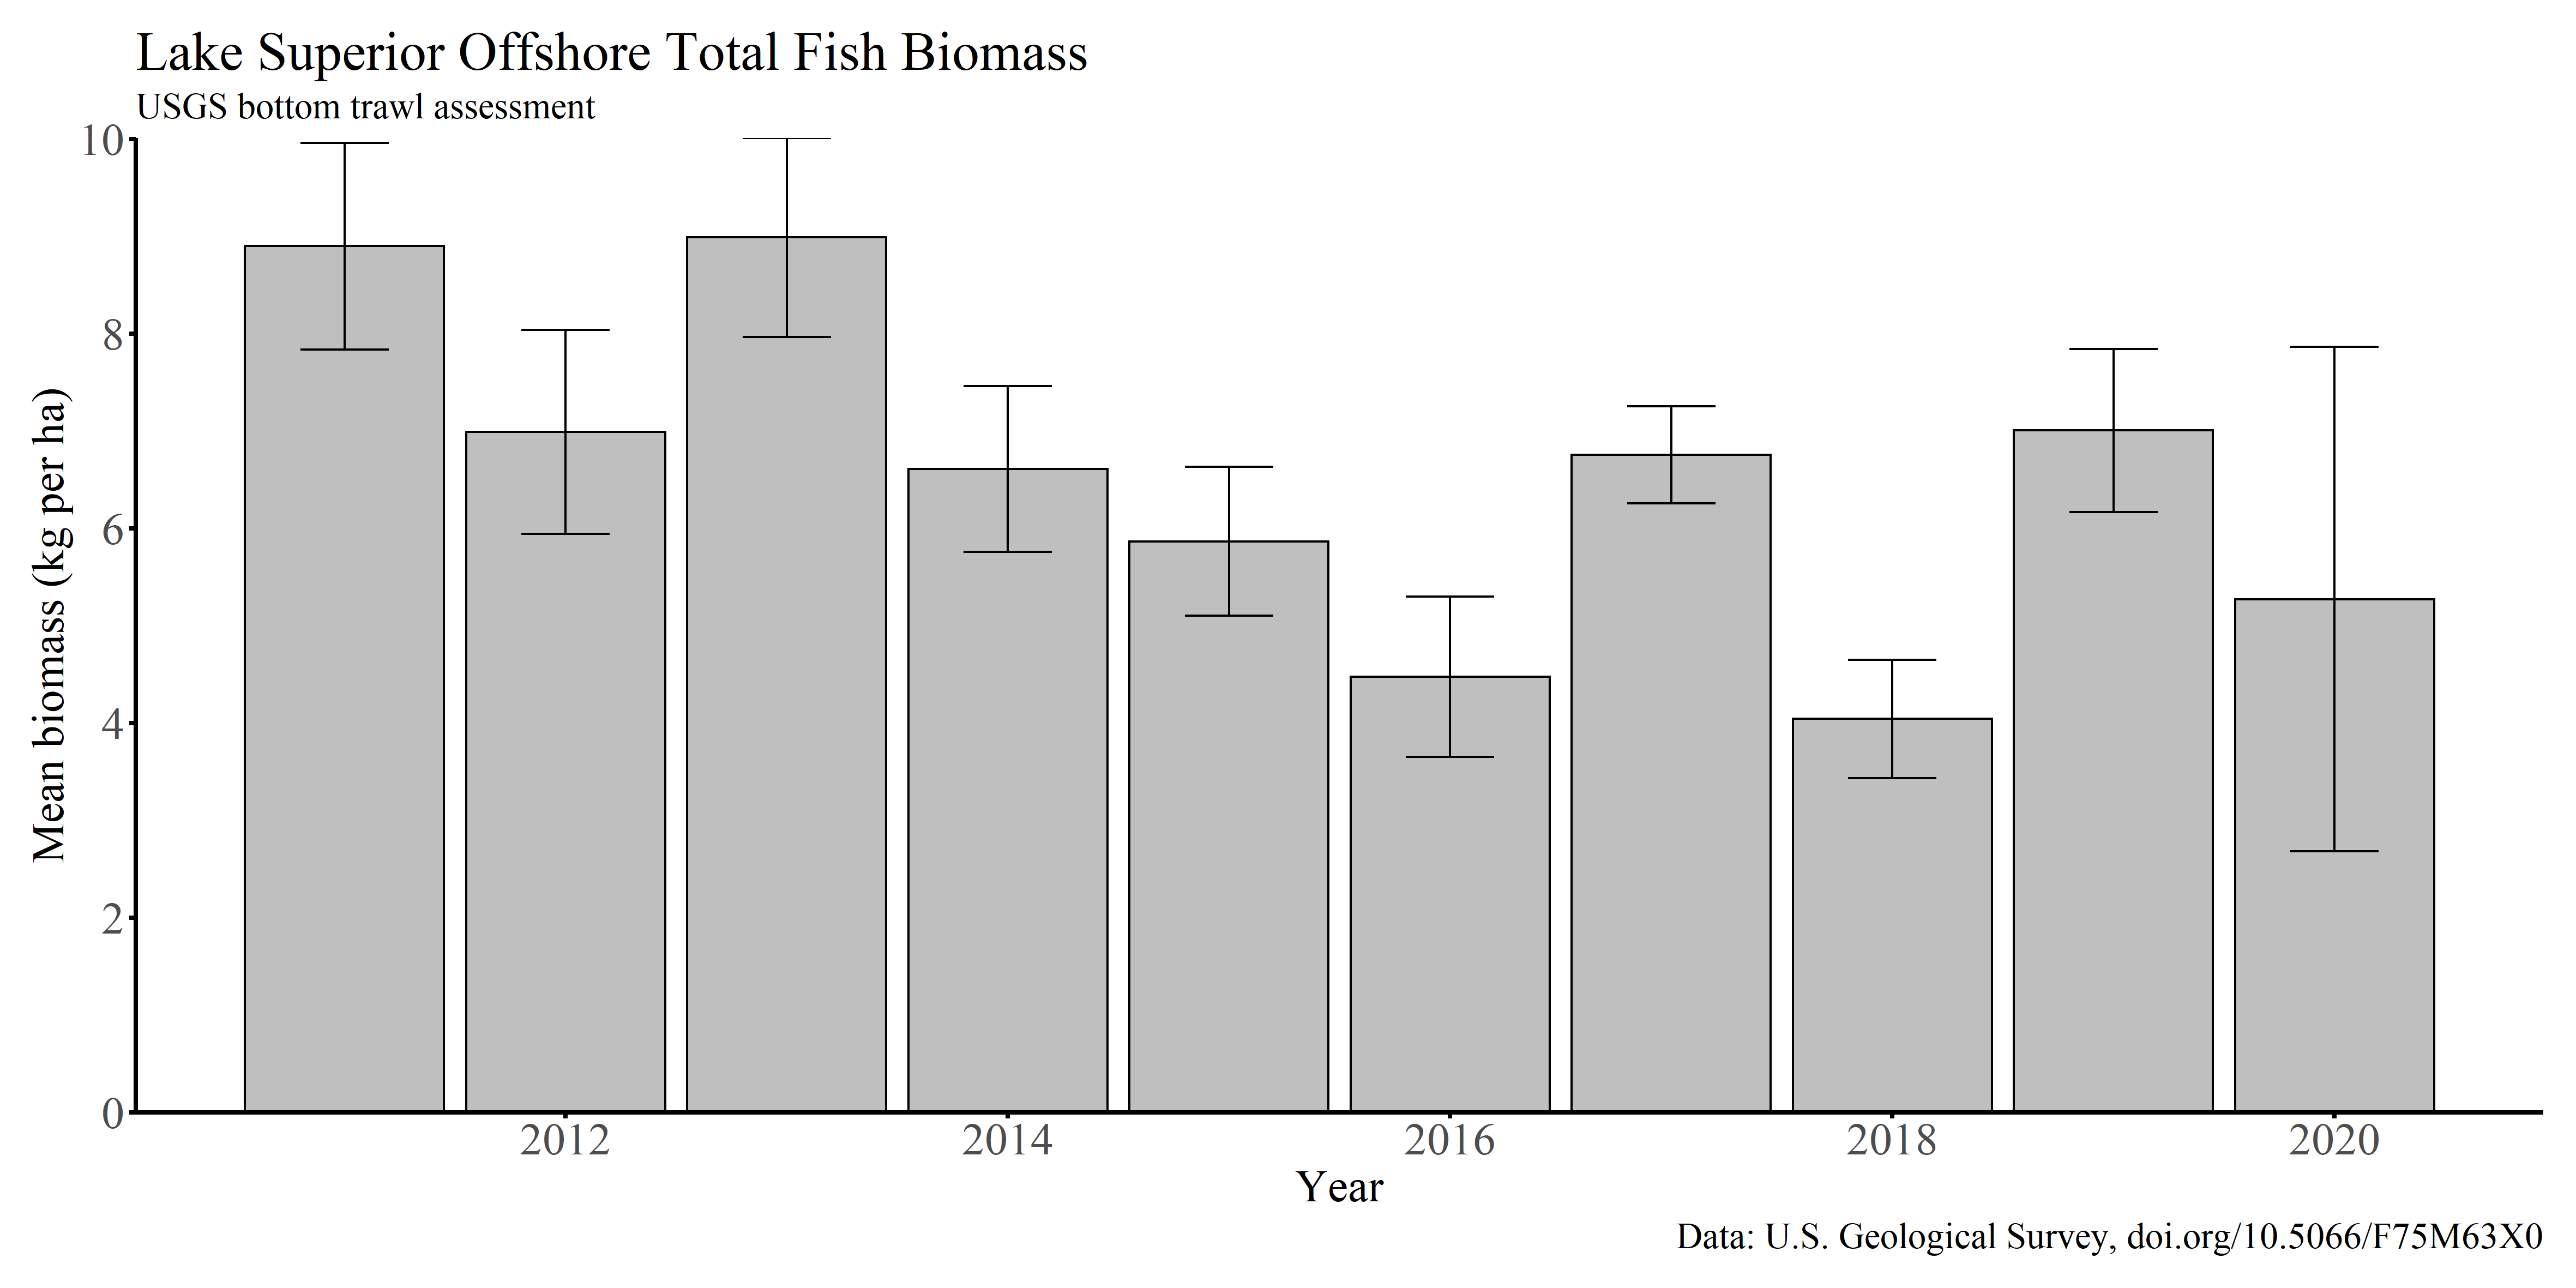 Lake Superior Offshore Total Fish Biomass
USGS bottom trawl assessment
Mean biomass (kg per ha)
10
8
6
4
2
0
2012 2014 2016 2018 2020
Year
Data: U.S. Geological Survey, doi.org/10.5066/F75M63X0